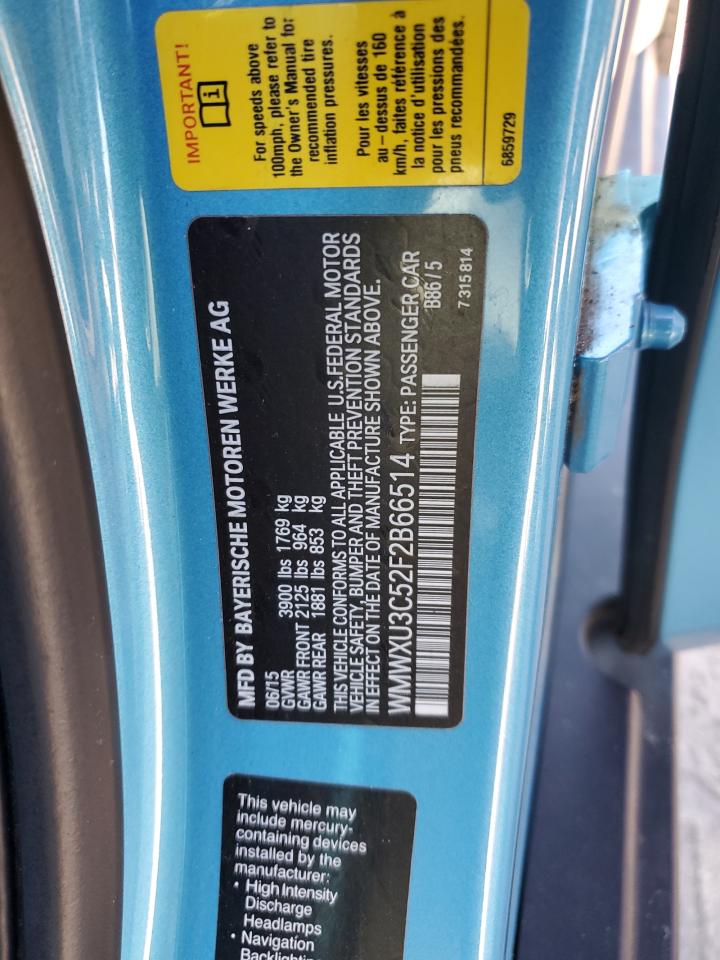 IMPORTANT!
For speeds above
100mph, please refer to
the Owner's Manual for
recommended tire
inflation pressures.
Pour les vitesses
au-dessus de 160
km/h, faites référence à
la notice d'utilisation
pour les pressions des
pneus recommandées.
6859729
MFD BY BAYERISCHE MOTOREN WERKE AG
06/15
GVWR 3900 lbs 1769 kg
GAWR FRONT 2125 lbs 964 kg
GAWR REAR 1881 lbs 853 kg
THIS VEHICLE CONFORMS TO ALL APPLICABLE U.S.FEDERAL MOTOR
VEHICLE SAFETY, BUMPER AND THEFT PREVENTION STANDARDS
IN EFFECT ON THE DATE OF MANUFACTURE SHOWN ABOVE.
WMWXU3C52F2B66514 TYPE: PASSENGER CAR
B86/5
7315814
This vehicle may
include mercury-
containing devices
installed by the
manufacturer:
• High Intensity
Discharge
Headlamps
• Navigation
Backlighting